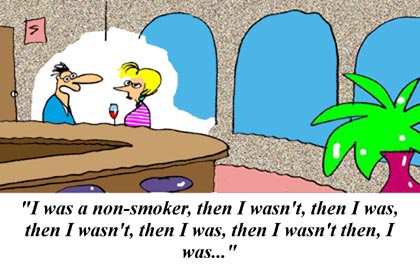 "I was a non-smoker, then I wasn't, then I was,
then I wasn't, then I was, then I wasn't then, I
was..."